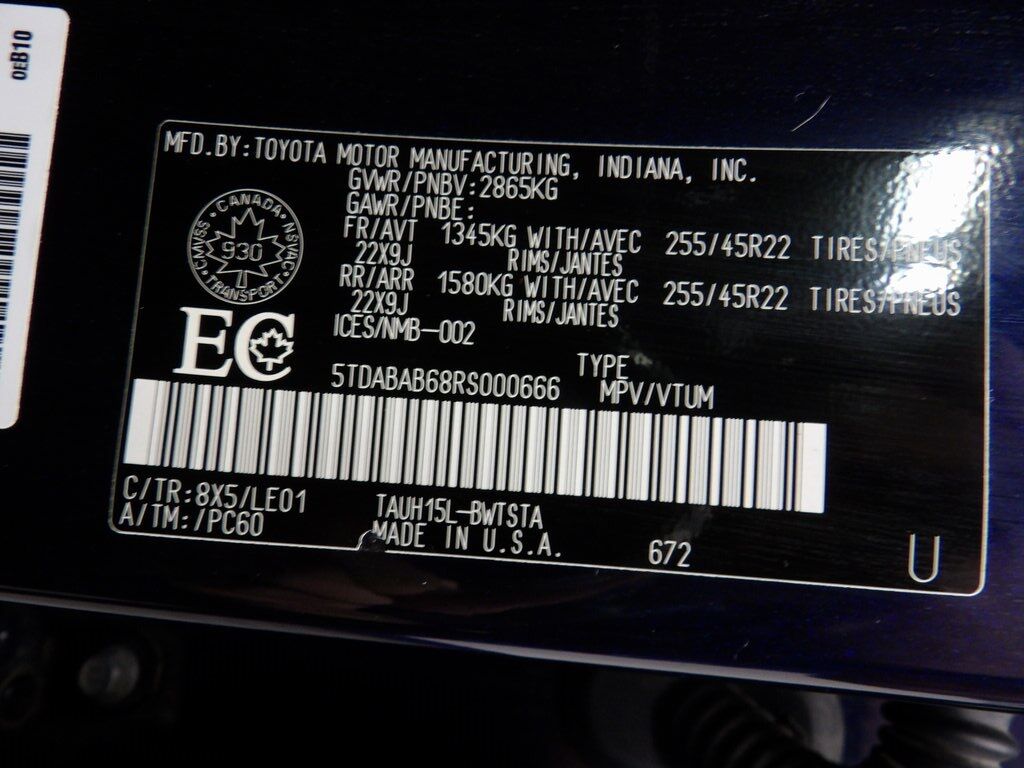 0EB10
MFD.BY:TOYOTA MOTOR MANUFACTURING, INDIANA, INC.
GVWR/PNBV:2865KG
GAWR/PNBE:
FR/AVT 1345KG WITH/AVEC 255/45R22 TIRES/PNEUS
22X9J RIMS/JANTES
RR/ARR 1580KG WITH/AVEC 255/45R22 TIRES/PNEUS
22X9J RIMS/JANTES
ICES/NMB-002
CANADA · NSVAC · TRANSPORT · CMVSS ·
930
EC
TYPE
5TDABAB68RS000666 MPV/VTUM
C/TR:8X5/LE01 TAUH15L-BWTSTA
A/TM:/PC60 MADE IN U.S.A. 672 U